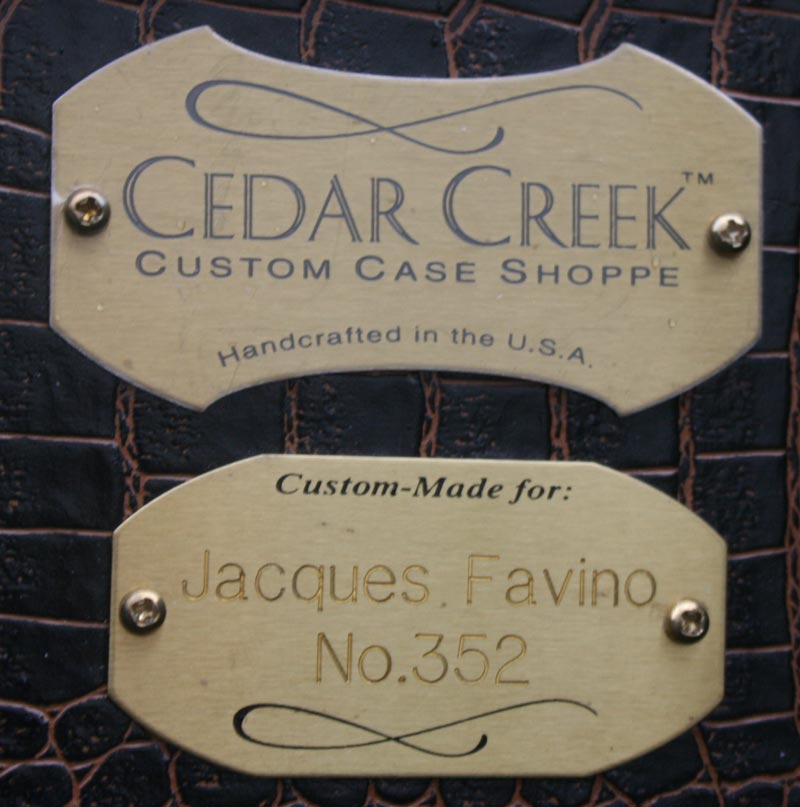 CEDAR CREEK™
CUSTOM CASE SHOPPE
Handcrafted in the U.S.A.
Custom-Made for:
Jacques Favino
No.352